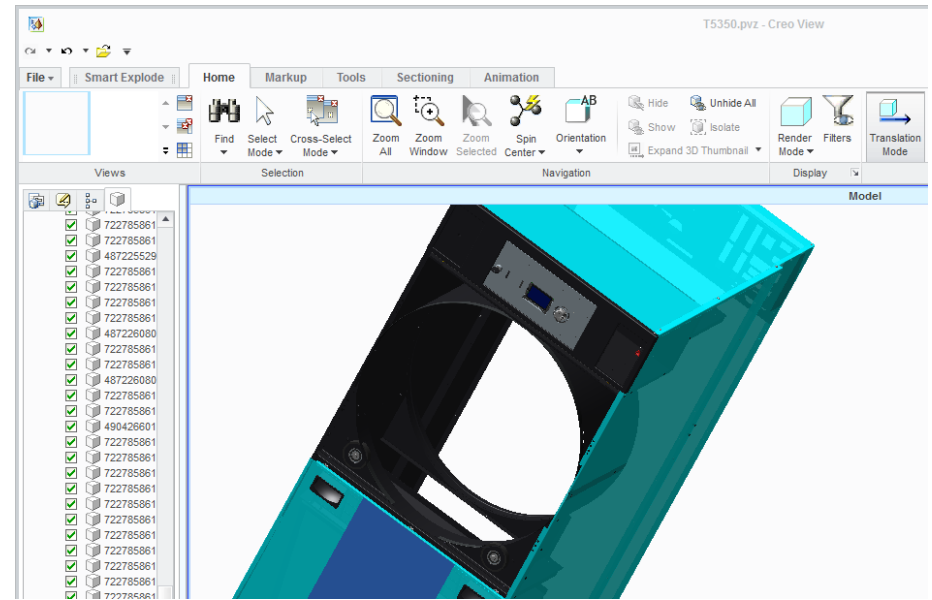 T5350.pvz - Creo View
File
Smart Explode
Home
Markup
Tools
Sectioning
Animation
Find
Select Mode
Cross-Select Mode
Zoom All
Zoom Window
Zoom Selected
Spin Center
AB
Orientation
Hide
Unhide All
Show
Isolate
Expand 3D Thumbnail
Render Mode
Filters
Translation Mode
Views
Selection
Navigation
Display
Model
722785861
722785861
487225529
722785861
722785861
722785861
722785861
487226080
722785861
722785861
487226080
722785861
722785861
490426601
722785861
722785861
722785861
722785861
722785861
722785861
722785861
722785861
722785861
722785861
722785861